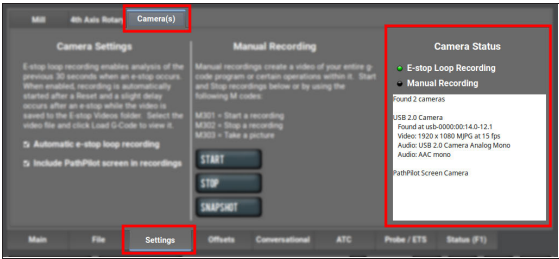 Mill
4th Axis Rotary
Camera(s)
Camera Settings
E-stop loop recording enables analysis of the
previous 30 seconds when an e-stop occurs.
When enabled, recording is automatically
started after a Reset and a slight delay
occurs after an e-stop while the video is
saved to the E-stop Videos folder. Select the
video file and click Load G-Code to view it.
Automatic e-stop loop recording
Include PathPilot screen in recordings
Manual Recording
Manual recordings create a video of your entire g-
code program or certain operations within it. Start
and Stop recordings below or by using the
following M codes:
M301 = Start a recording
M302 = Stop a recording
M303 = Take a picture
START
STOP
SNAPSHOT
Camera Status
E-stop Loop Recording
Manual Recording
Found 2 cameras
USB 2.0 Camera
Found at usb-0000:00:14.0-12.1
Video: 1920 x 1080 MJPG at 15 fps
Audio: USB 2.0 Camera Analog Mono
Audio: AAC mono
PathPilot Screen Camera
Main
File
Settings
Offsets
Conversational
ATC
Probe / ETS
Status (F1)